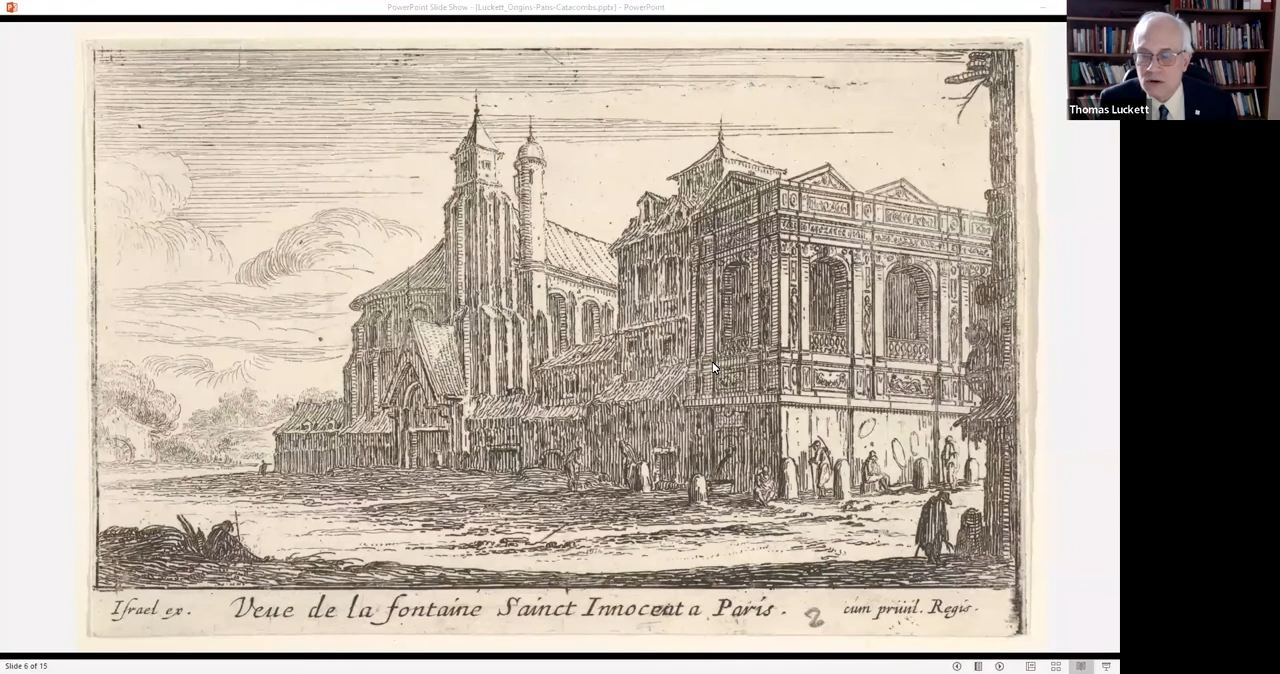 PowerPoint Slide Show - [Luckett_Origins-Paris-Catacombs.pptx] - PowerPoint
Thomas Luckett
Israel ex. Veue de la fontaine Sainct Innocent a Paris. 2 cum priuil. Regis.
Slide 6 of 15